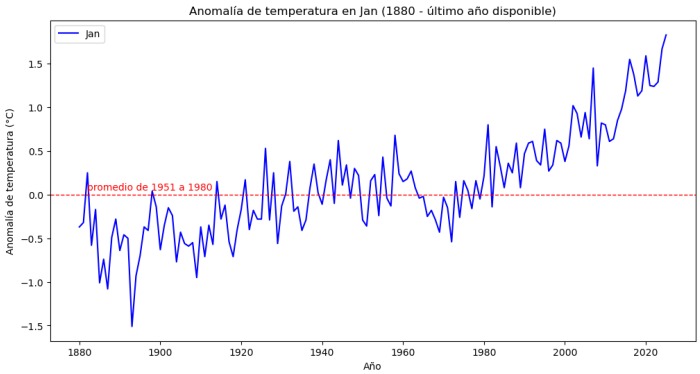 Anomalía de temperatura en Jan (1880 - último año disponible)
Jan
promedio de 1951 a 1980
Anomalía de temperatura (°C)
1.5
1.0
0.5
0.0
−0.5
−1.0
−1.5
1880 1900 1920 1940 1960 1980 2000 2020
Año